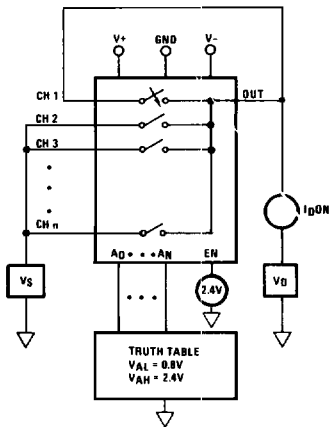 V+ GND V-
CH 1 OUT
CH 2
CH 3
CH n
IDON
A0 AN EN
VS 2.4V VD
TRUTH TABLE
VAL = 0.8V
VAH = 2.4V